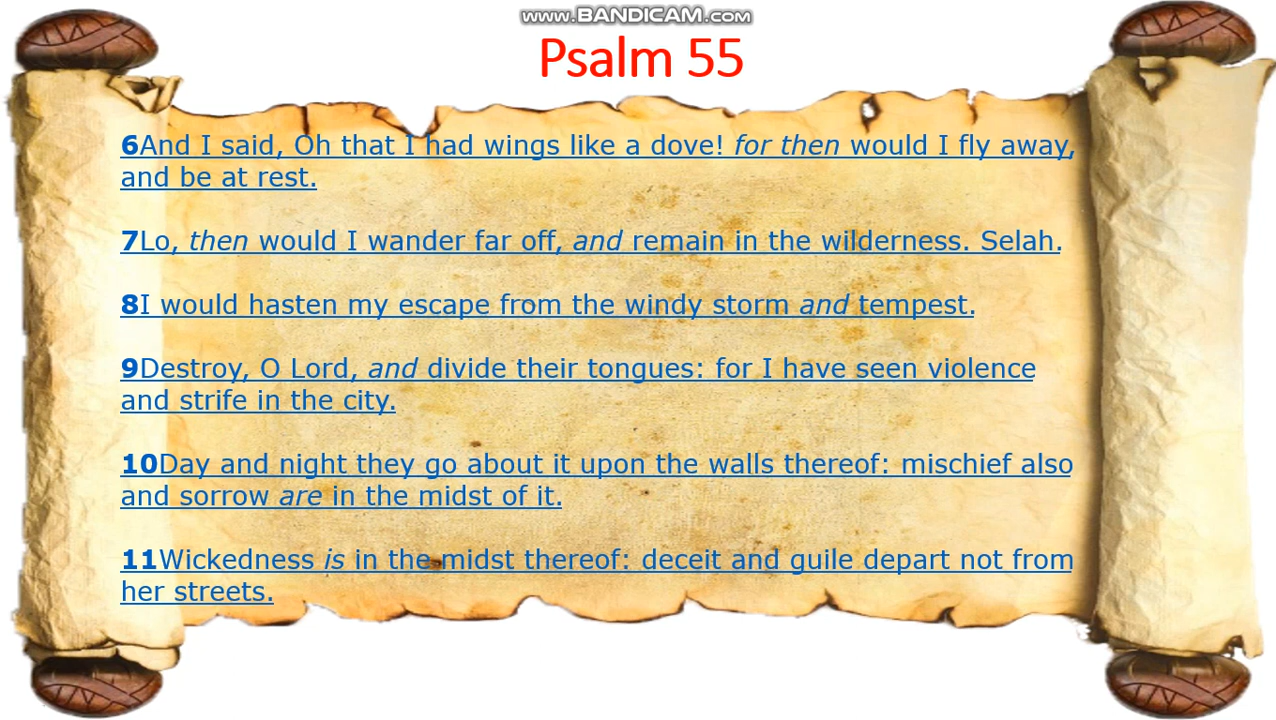 www.BANDICAM.com
Psalm 55
6And I said, Oh that I had wings like a dove! for then would I fly away,
and be at rest.
7Lo, then would I wander far off, and remain in the wilderness. Selah.
8I would hasten my escape from the windy storm and tempest.
9Destroy, O Lord, and divide their tongues: for I have seen violence
and strife in the city.
10Day and night they go about it upon the walls thereof: mischief also
and sorrow are in the midst of it.
11Wickedness is in the midst thereof: deceit and guile depart not from
her streets.